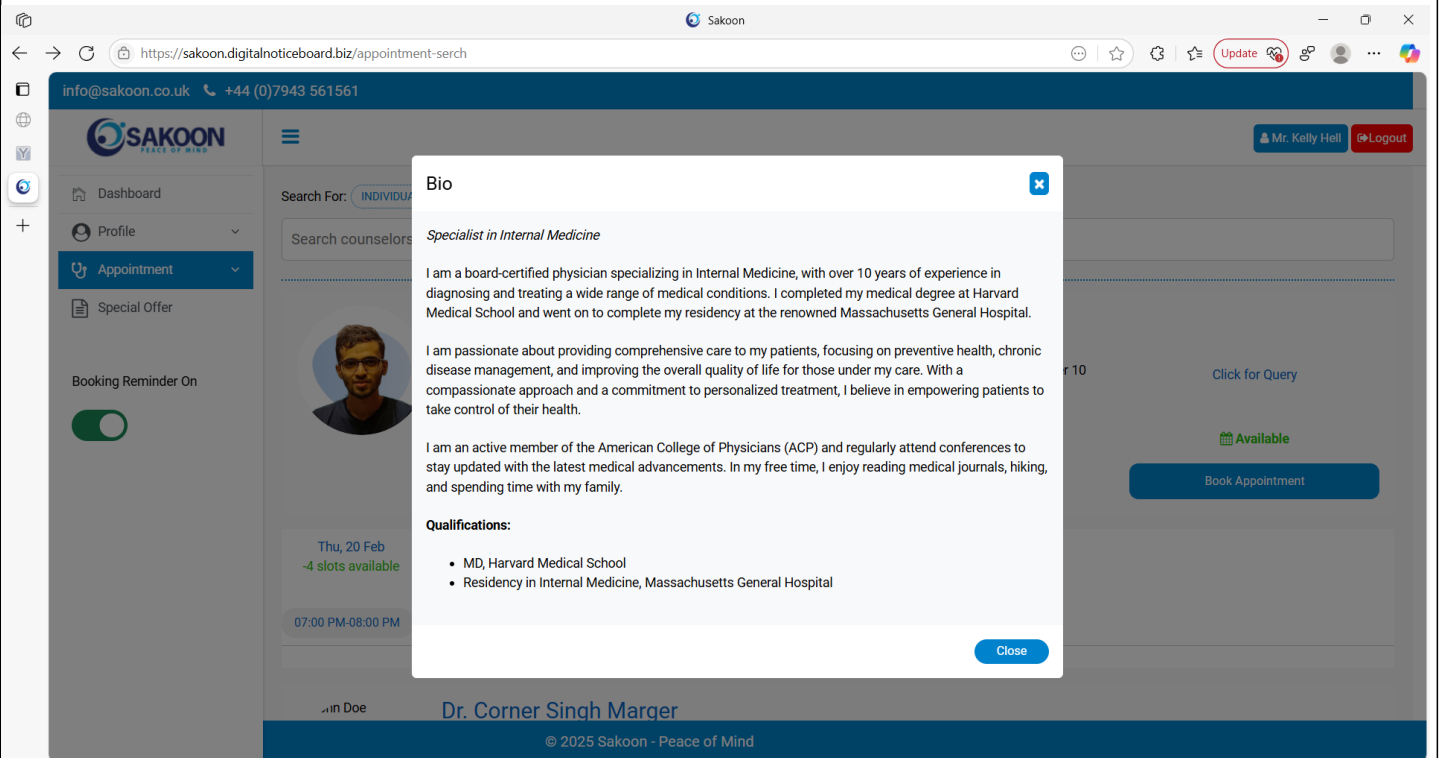 Sakoon
https://sakoon.digitalnoticeboard.biz/appointment-serch
Update
info@sakoon.co.uk +44 (0)7943 561561
SAKOON
PEACE OF MIND
Mr. Kelly Hell
Logout
Dashboard
Profile
Appointment
Special Offer
Booking Reminder On
Search For: INDIVIDUA
Search counselors
Bio
Specialist in Internal Medicine
I am a board-certified physician specializing in Internal Medicine, with over 10 years of experience in
diagnosing and treating a wide range of medical conditions. I completed my medical degree at Harvard
Medical School and went on to complete my residency at the renowned Massachusetts General Hospital.
I am passionate about providing comprehensive care to my patients, focusing on preventive health, chronic
disease management, and improving the overall quality of life for those under my care. With a
compassionate approach and a commitment to personalized treatment, I believe in empowering patients to
take control of their health.
I am an active member of the American College of Physicians (ACP) and regularly attend conferences to
stay updated with the latest medical advancements. In my free time, I enjoy reading medical journals, hiking,
and spending time with my family.
Qualifications:
• MD, Harvard Medical School
• Residency in Internal Medicine, Massachusetts General Hospital
Close
r 10
Click for Query
Available
Book Appointment
Thu, 20 Feb
-4 slots available
07:00 PM-08:00 PM
Doe
Dr. Corner Singh Marger
© 2025 Sakoon - Peace of Mind